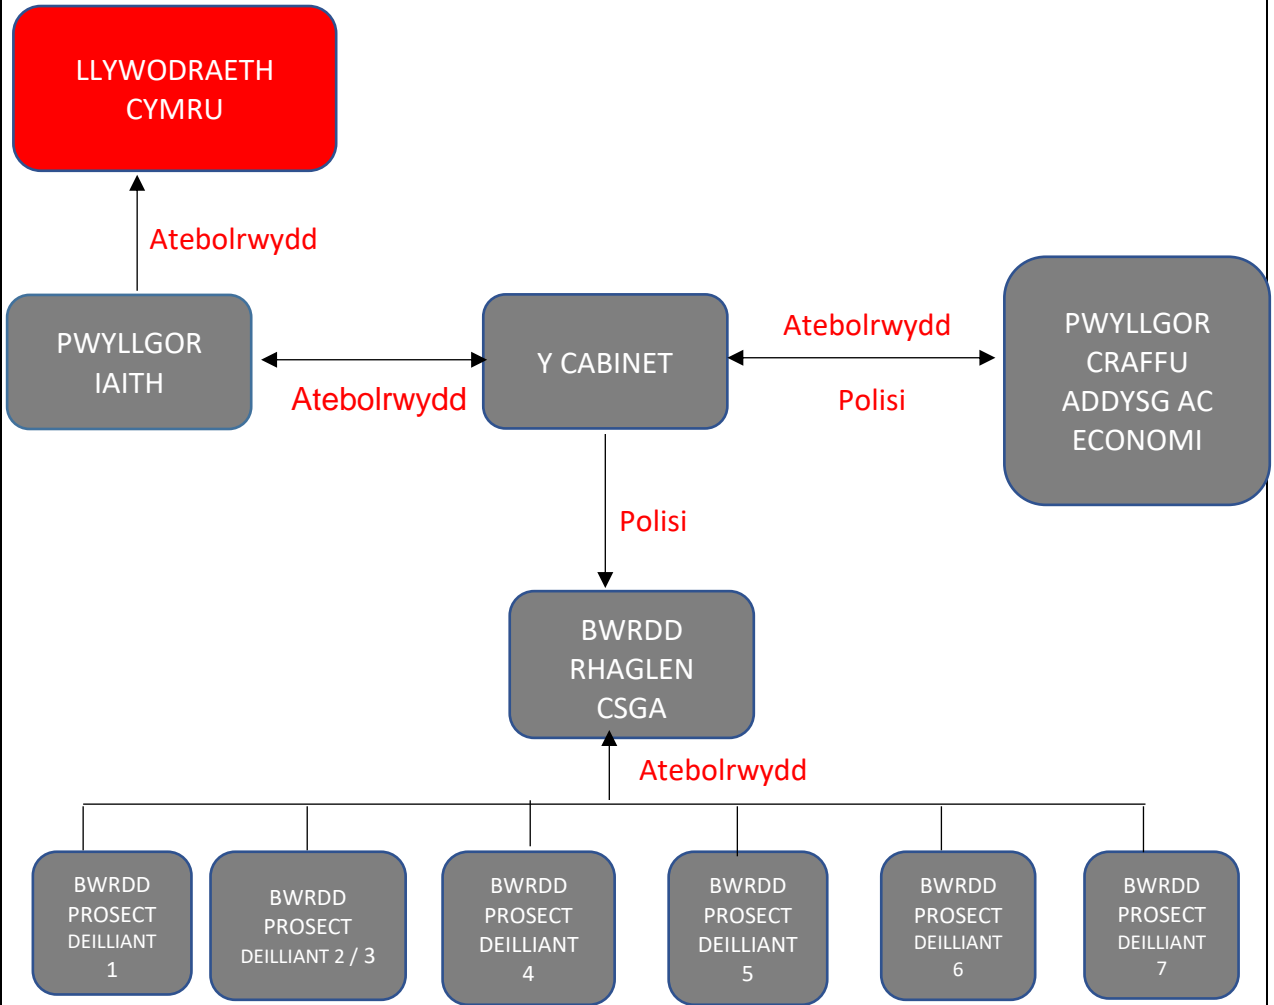 LLYWODRAETH
CYMRU
Atebolrwydd
PWYLLGOR
IAITH
Atebolrwydd
Y CABINET
Atebolrwydd
Polisi
PWYLLGOR
CRAFFU
ADDYSG AC
ECONOMI
Polisi
BWRDD
RHAGLEN
CSGA
Atebolrwydd
BWRDD
PROSECT
DEILLIANT
1
BWRDD
PROSECT
DEILLIANT 2 / 3
BWRDD
PROSECT
DEILLIANT
4
BWRDD
PROSECT
DEILLIANT
5
BWRDD
PROSECT
DEILLIANT
6
BWRDD
PROSECT
DEILLIANT
7